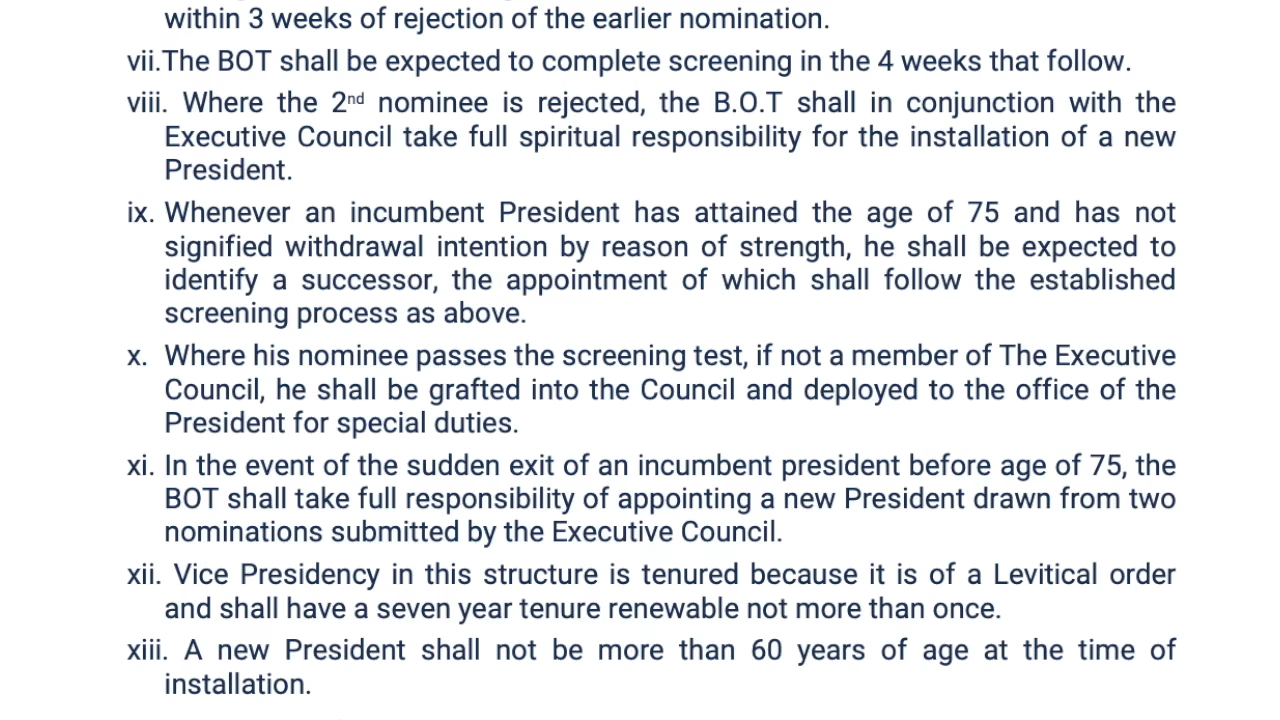 within 3 weeks of rejection of the earlier nomination.
vii.The BOT shall be expected to complete screening in the 4 weeks that follow.
viii. Where the 2nd nominee is rejected, the B.O.T shall in conjunction with the
Executive Council take full spiritual responsibility for the installation of a new
President.
ix. Whenever an incumbent President has attained the age of 75 and has not
signified withdrawal intention by reason of strength, he shall be expected to
identify a successor, the appointment of which shall follow the established
screening process as above.
x. Where his nominee passes the screening test, if not a member of The Executive
Council, he shall be grafted into the Council and deployed to the office of the
President for special duties.
xi. In the event of the sudden exit of an incumbent president before age of 75, the
BOT shall take full responsibility of appointing a new President drawn from two
nominations submitted by the Executive Council.
xii. Vice Presidency in this structure is tenured because it is of a Levitical order
and shall have a seven year tenure renewable not more than once.
xiii. A new President shall not be more than 60 years of age at the time of
installation.